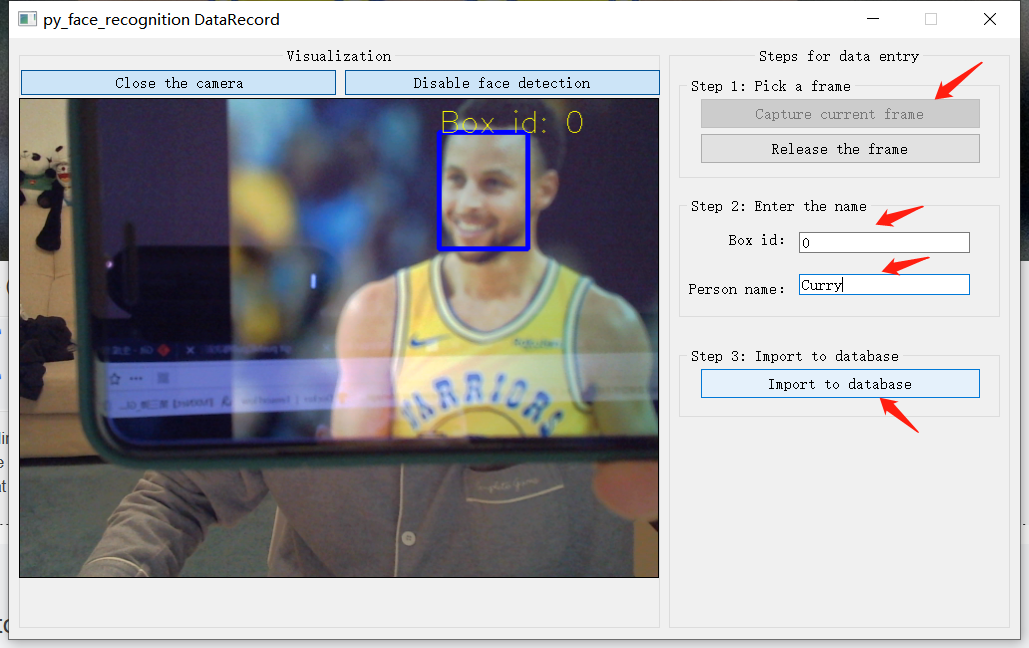 py_face_recognition DataRecord
Visualization
Close the camera
Disable face detection
Box id: 0
WARRIORS
Steps for data entry
Step 1: Pick a frame
Capture current frame
Release the frame
Step 2: Enter the name
Box id:
0
Person name:
Curry
Step 3: Import to database
Import to database